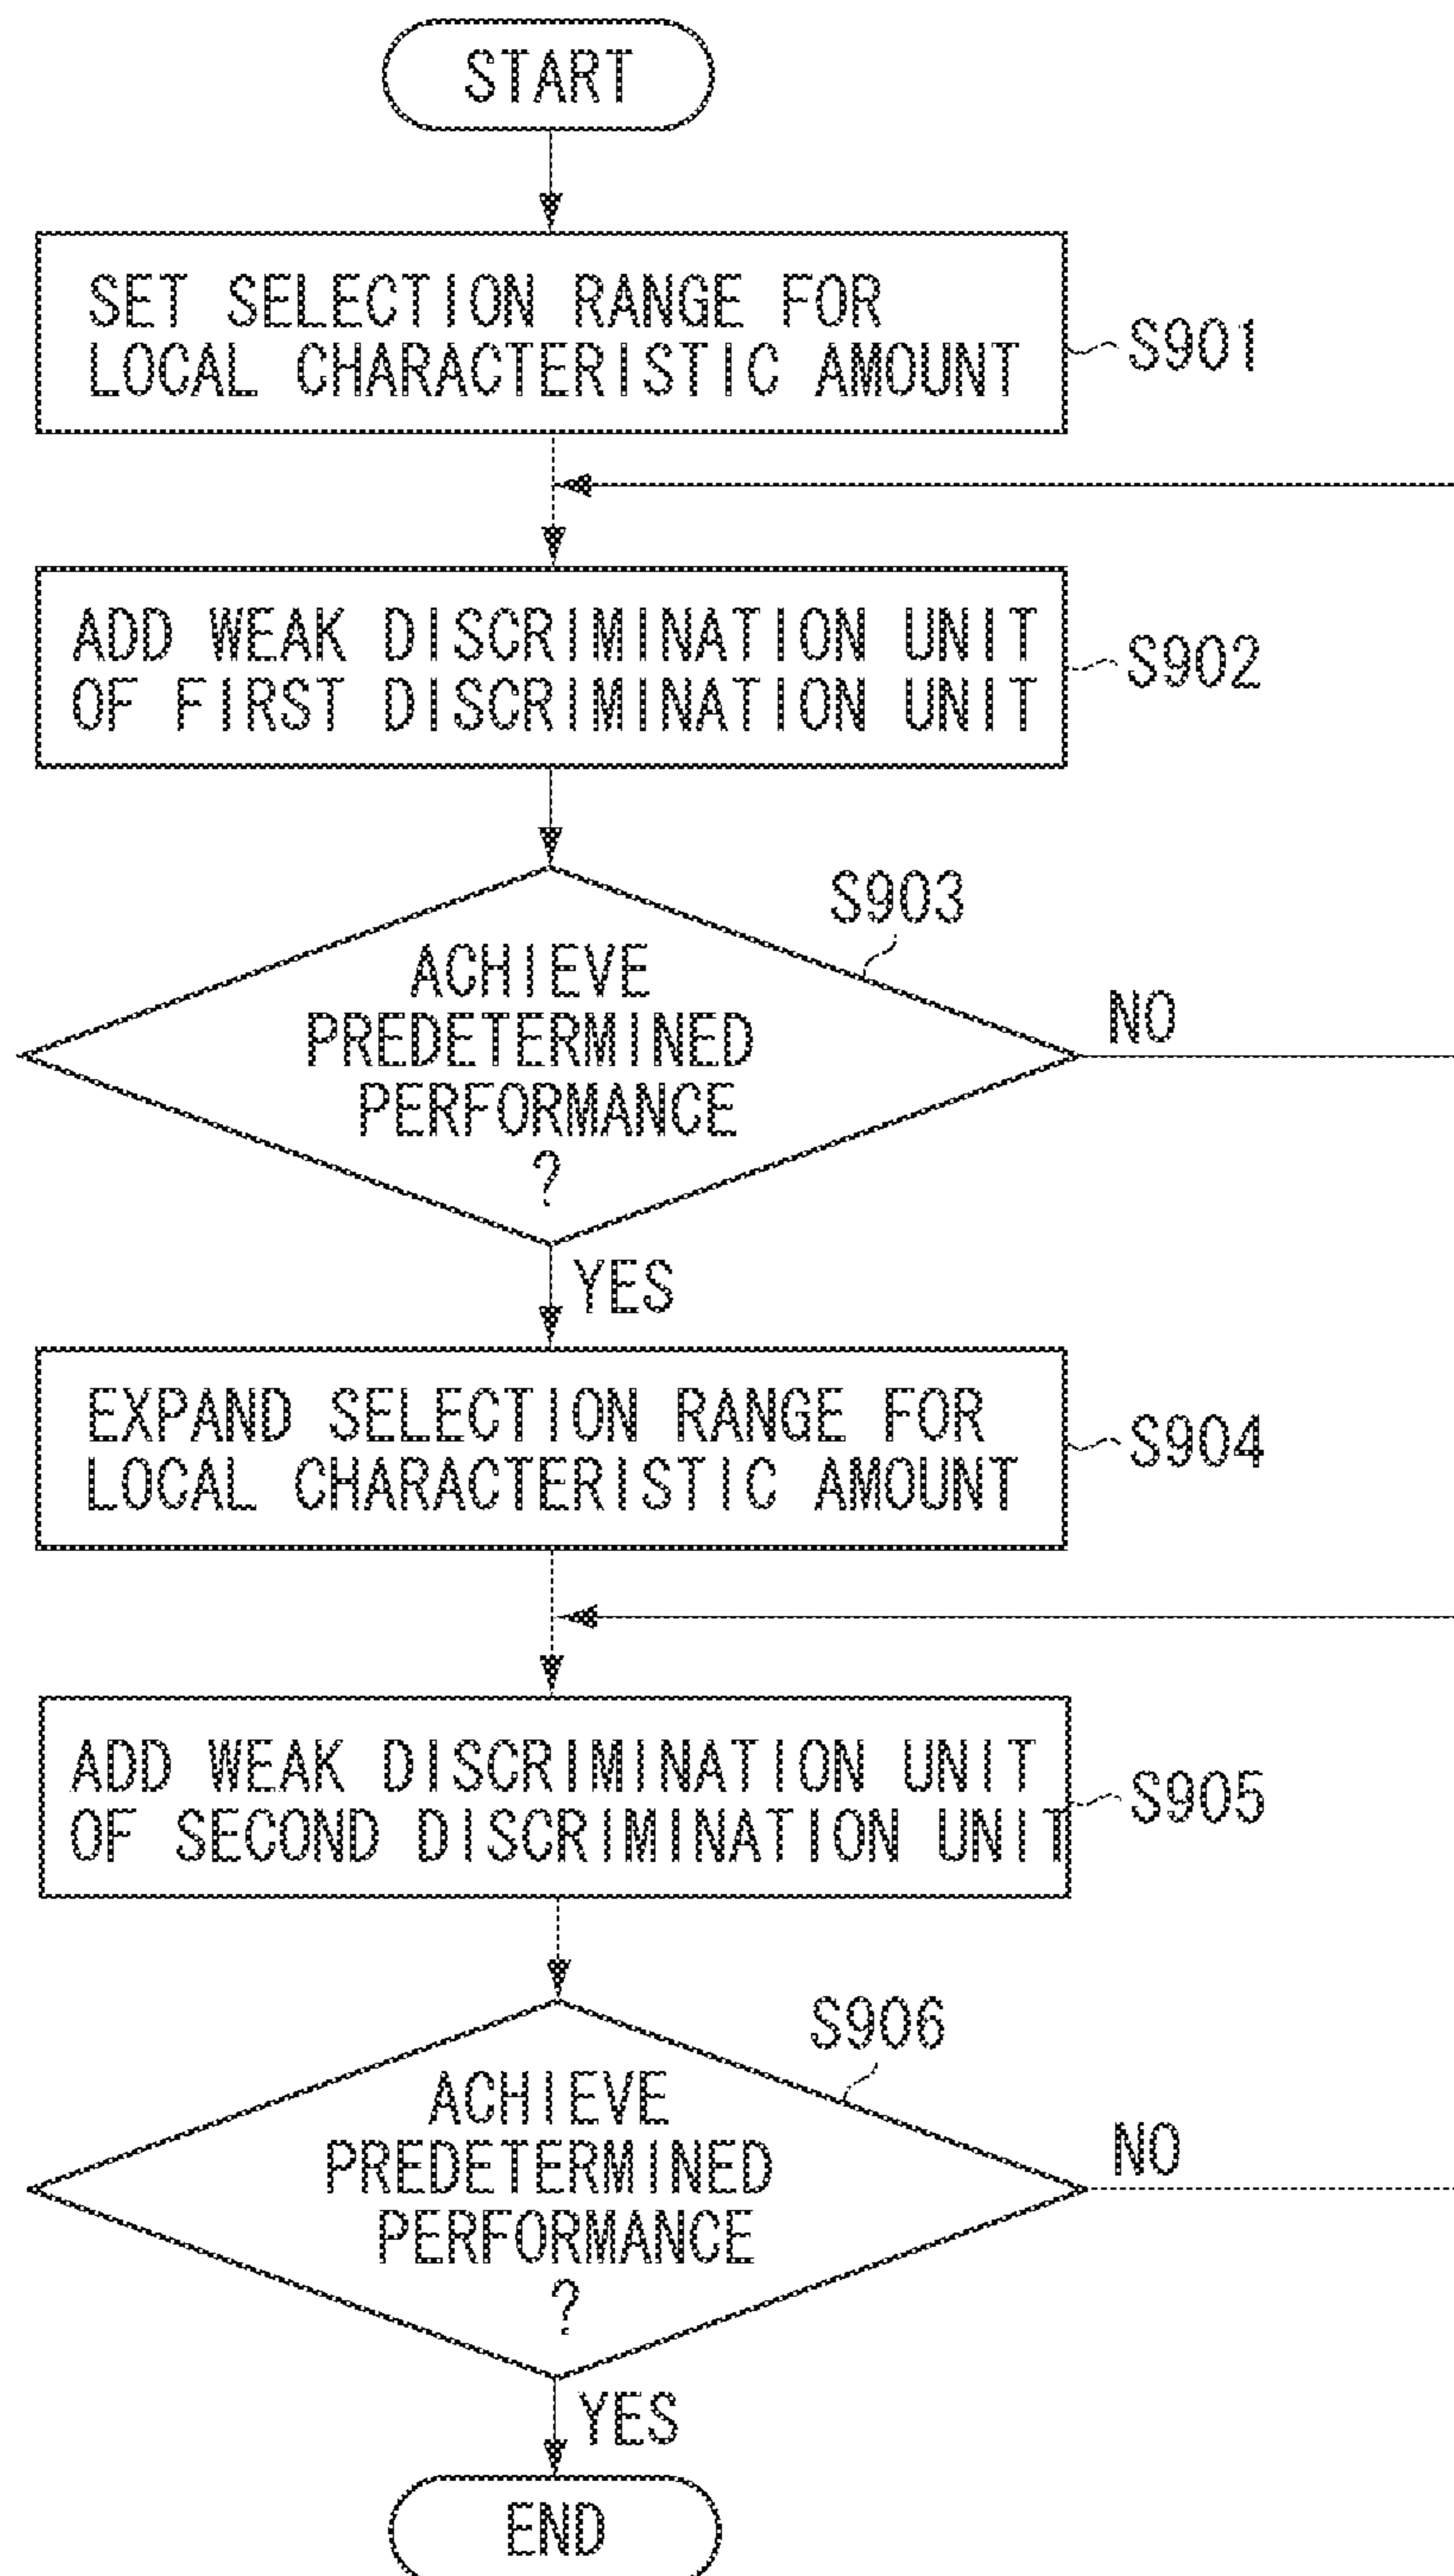 START
SET SELECTION RANGE FOR
LOCAL CHARACTERISTIC AMOUNT
S901
ADD WEAK DISCRIMINATION UNIT
OF FIRST DISCRIMINATION UNIT
S902
S903
ACHIEVE
PREDETERMINED
PERFORMANCE
?
NO
YES
EXPAND SELECTION RANGE FOR
LOCAL CHARACTERISTIC AMOUNT
S904
ADD WEAK DISCRIMINATION UNIT
OF SECOND DISCRIMINATION UNIT
S905
S906
ACHIEVE
PREDETERMINED
PERFORMANCE
?
NO
YES
END